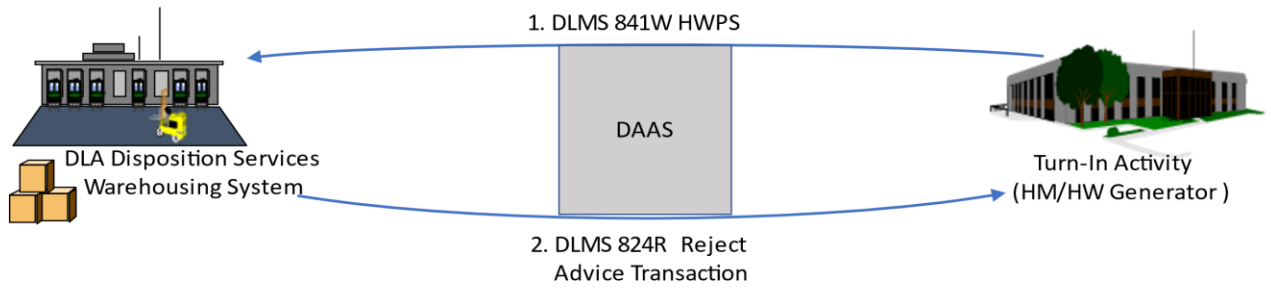 1. DLMS 841W HWPS
DAAS
DLA Disposition Services
Warehousing System
Turn-In Activity
(HM/HW Generator )
2. DLMS 824R Reject
Advice Transaction